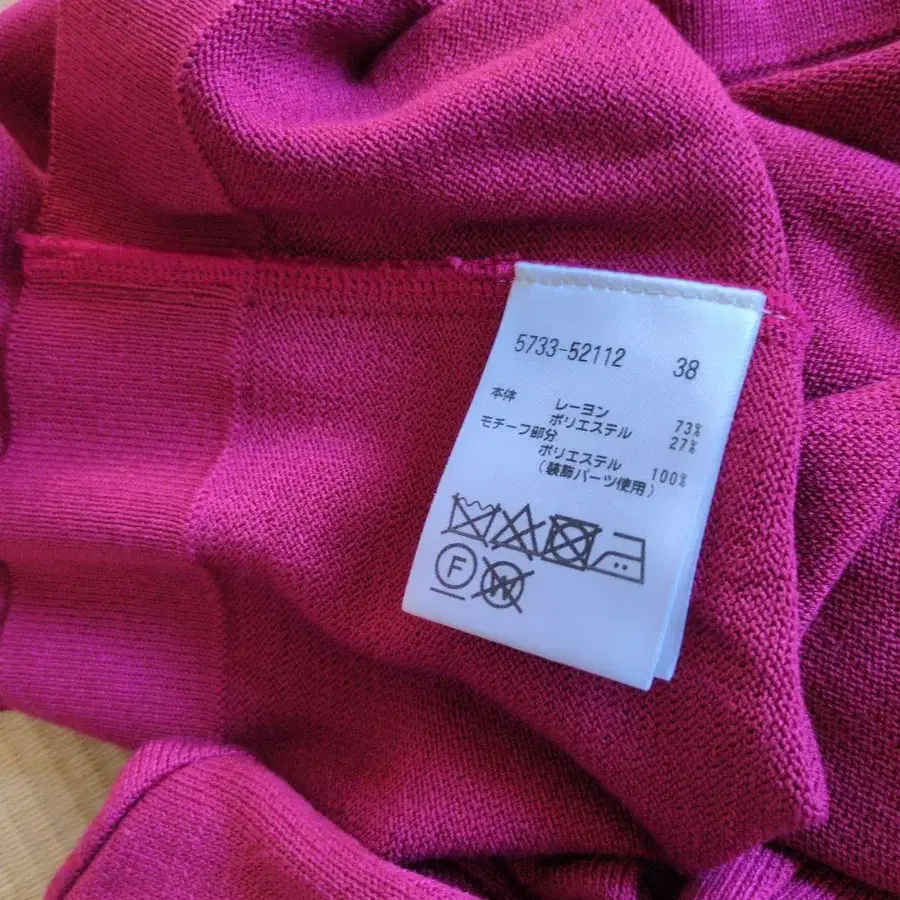 5733-52112 38
本体 レーヨン 73%
ポリエステル 27%
モチーフ部分
ポリエステル 100%
(装飾パーツ使用)
F W